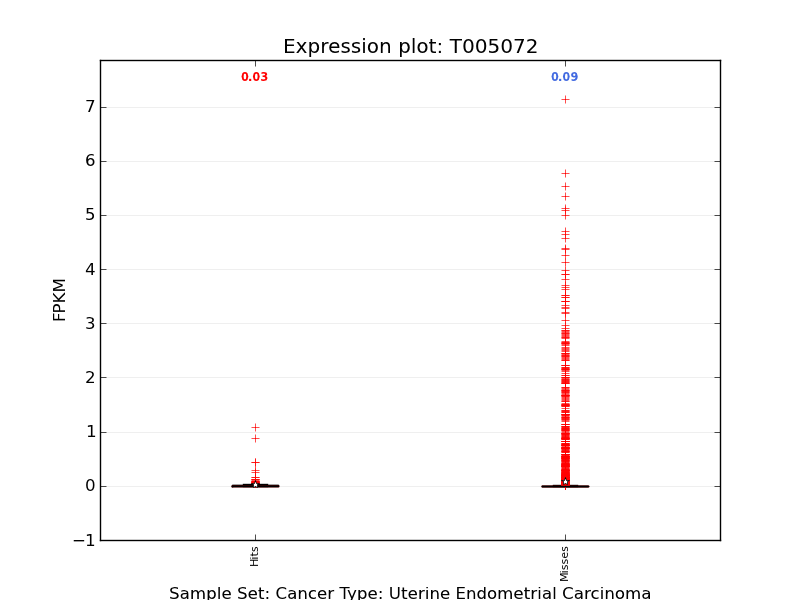 Expression plot: T005072
0.03
0.09
7
6
5
4
3
2
1
0
−1
FPKM
Hits
Misses
Sample Set: Cancer Type: Uterine Endometrial Carcinoma